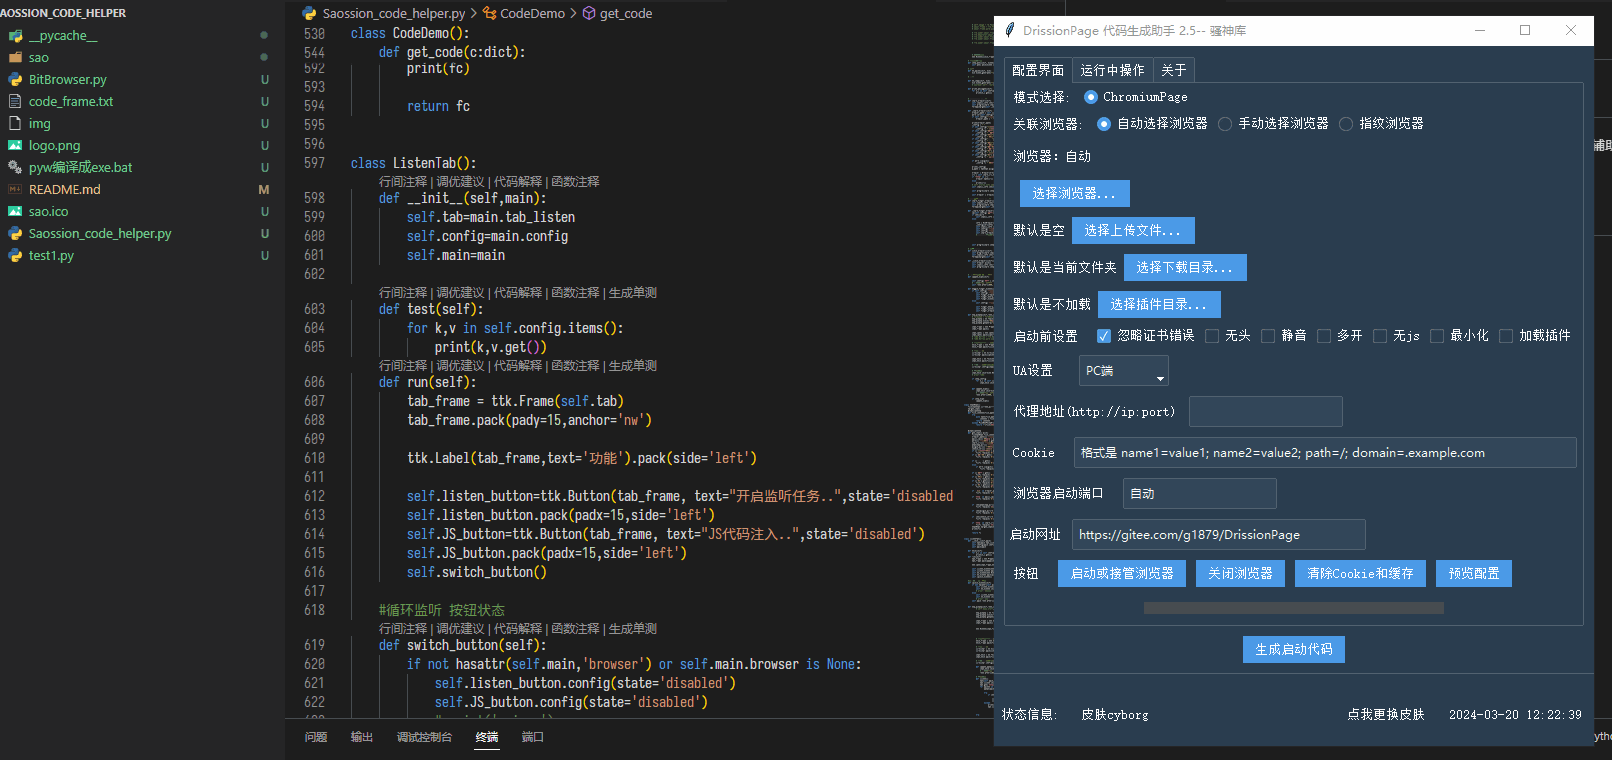 AOSSION_CODE_HELPER
__pycache__
sao
BitBrowser.py U
code_frame.txt U
img U
logo.png U
pyw编译成exe.bat U
README.md M
sao.ico U
Saossion_code_helper.py U
test1.py U
Saossion_code_helper.py > CodeDemo > get_code
530 class CodeDemo():
544 def get_code(c:dict):
592 print(fc)
593
594 return fc
595
596
597 class ListenTab():
行间注释 | 调优建议 | 代码解释 | 函数注释
598 def __init__(self,main):
599 self.tab=main.tab_listen
600 self.config=main.config
601 self.main=main
602
行间注释 | 调优建议 | 代码解释 | 函数注释 | 生成单测
603 def test(self):
604 for k,v in self.config.items():
605 print(k,v.get())
行间注释 | 调优建议 | 代码解释 | 函数注释 | 生成单测
606 def run(self):
607 tab_frame = ttk.Frame(self.tab)
608 tab_frame.pack(pady=15,anchor='nw')
609
610 ttk.Label(tab_frame,text='功能').pack(side='left')
611
612 self.listen_button=ttk.Button(tab_frame, text="开启监听任务..",state='disabled
613 self.listen_button.pack(padx=15,side='left')
614 self.JS_button=ttk.Button(tab_frame, text="JS代码注入..",state='disabled')
615 self.JS_button.pack(padx=15,side='left')
616 self.switch_button()
617
618 #循环监听 按钮状态
行间注释 | 调优建议 | 代码解释 | 函数注释 | 生成单测
619 def switch_button(self):
620 if not hasattr(self.main,'browser') or self.main.browser is None:
621 self.listen_button.config(state='disabled')
622 self.JS_button.config(state='disabled')
问题 输出 调试控制台 终端 端口
DrissionPage 代码生成助手 2.5-- 骚神库
配置界面 运行中操作 关于
模式选择: ChromiumPage
关联浏览器: 自动选择浏览器 手动选择浏览器 指纹浏览器
浏览器：自动
选择浏览器...
默认是空 选择上传文件...
默认是当前文件夹 选择下载目录...
默认是不加载 选择插件目录...
启动前设置 忽略证书错误 无头 静音 多开 无js 最小化 加载插件
UA设置 PC端
代理地址(http://ip:port)
Cookie 格式是 name1=value1; name2=value2; path=/; domain=.example.com
浏览器启动端口 自动
启动网址 https://gitee.com/g1879/DrissionPage
按钮 启动或接管浏览器 关闭浏览器 清除Cookie和缓存 预览配置
生成启动代码
状态信息: 皮肤cyborg 点我更换皮肤 2024-03-20 12:22:39